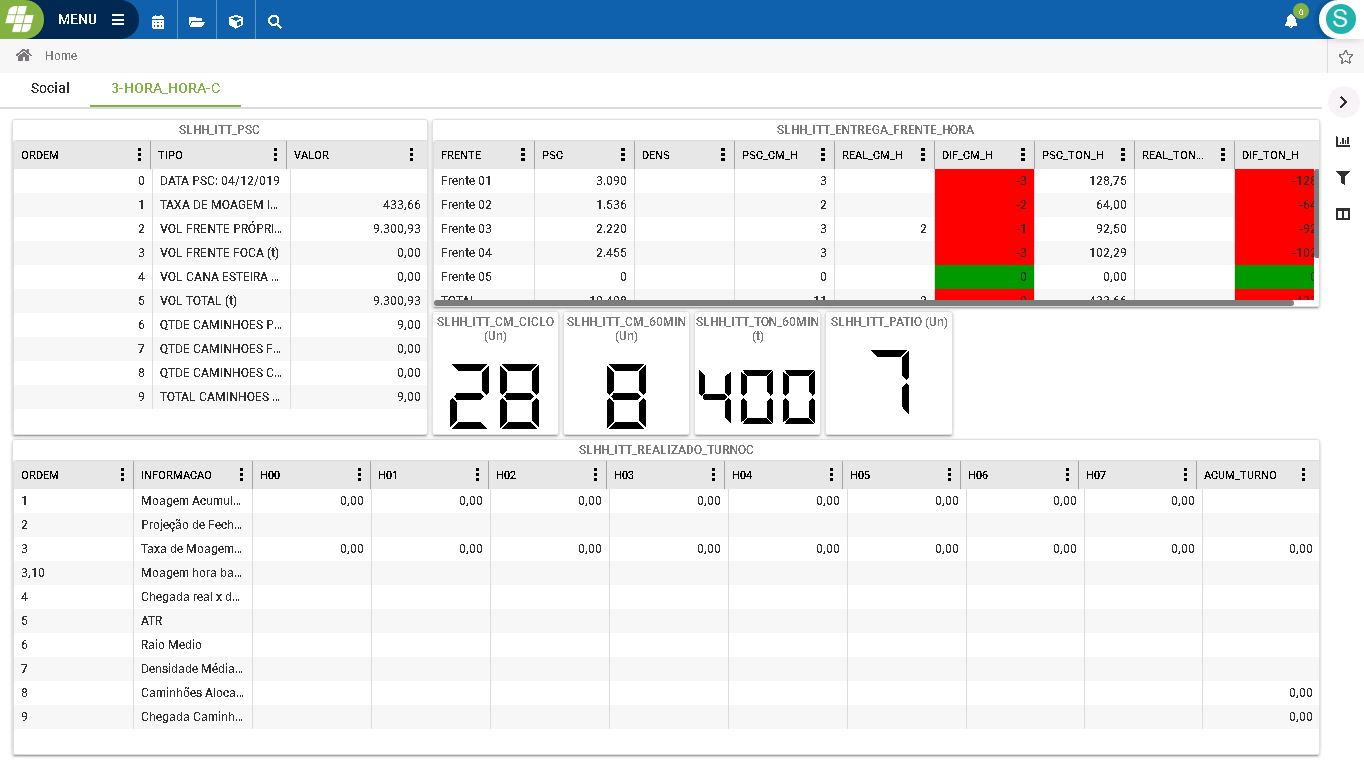 MENU
0
S
Home
Social 3-HORA_HORA-C
SLHH_ITT_PSC
ORDEM TIPO VALOR
0 DATA PSC: 04/12/019
1 TAXA DE MOAGEM I... 433,66
2 VOL FRENTE PRÓPRI... 9.300,93
3 VOL FRENTE FOCA (t) 0,00
4 VOL CANA ESTEIRA ... 0,00
5 VOL TOTAL (t) 9.300,93
6 QTDE CAMINHOES P... 9,00
7 QTDE CAMINHOES F... 0,00
8 QTDE CAMINHOES C... 0,00
9 TOTAL CAMINHOES ... 9,00
SLHH_ITT_ENTREGA_FRENTE_HORA
FRENTE PSC DENS PSC_CM_H REAL_CM_H DIF_CM_H PSC_TON_H REAL_TON... DIF_TON_H
Frente 01 3.090 3 -3 128,75 -128
Frente 02 1.536 2 -2 64,00 -64
Frente 03 2.220 3 2 -1 92,50 -92
Frente 04 2.455 3 -3 102,29 -102
Frente 05 0 0 0 0,00 0
TOTAL 11 433,66
SLHH_ITT_CM_CICLO
(Un)
28
SLHH_ITT_CM_60MIN
(Un)
8
SLHH_ITT_TON_60MIN
(t)
400
SLHH_ITT_PATIO (Un)
7
SLHH_ITT_REALIZADO_TURNOC
ORDEM INFORMACAO H00 H01 H02 H03 H04 H05 H06 H07 ACUM_TURNO
1 Moagem Acumul... 0,00 0,00 0,00 0,00 0,00 0,00 0,00 0,00
2 Projeção de Fech...
3 Taxa de Moagem... 0,00 0,00 0,00 0,00 0,00 0,00 0,00 0,00 0,00
3,10 Moagem hora ba...
4 Chegada real x d...
5 ATR
6 Raio Medio
7 Densidade Média...
8 Caminhões Aloca... 0,00
9 Chegada Caminh... 0,00